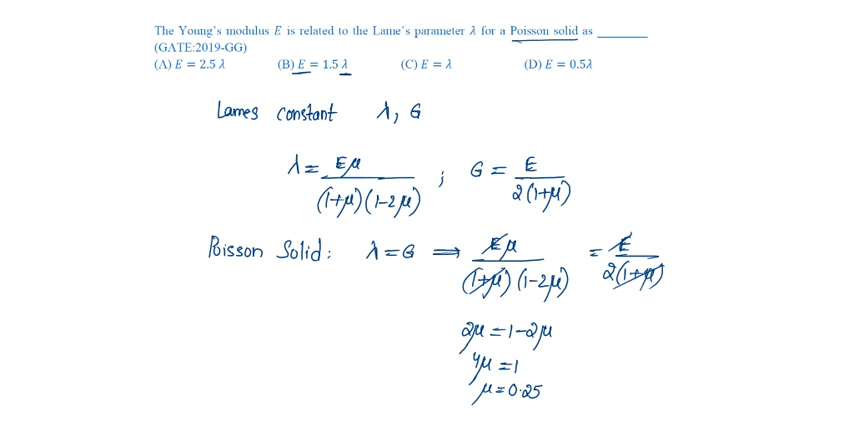 The Young's modulus E is related to the Lame's parameter λ for a Poisson solid as ________
(GATE:2019-GG)
(A) E = 2.5 λ (B) E = 1.5 λ (C) E = λ (D) E = 0.5λ
Lames constant λ, G
λ = Eμ / (1+μ)(1-2μ) ; G = E / 2(1+μ)
Poisson Solid: λ = G ⟹ Eμ / (1+μ)(1-2μ) = E / 2(1+μ)
2μ = 1-2μ
4μ = 1
μ = 0.25